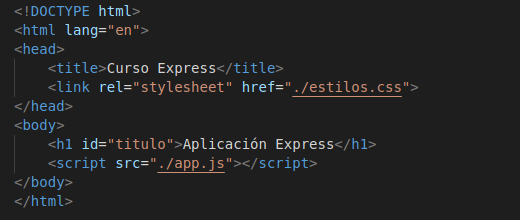 <!DOCTYPE html>
<html lang="en">
<head>
    <title>Curso Express</title>
    <link rel="stylesheet" href="./estilos.css">
</head>
<body>
    <h1 id="titulo">Aplicación Express</h1>
    <script src="./app.js"></script>
</body>
</html>